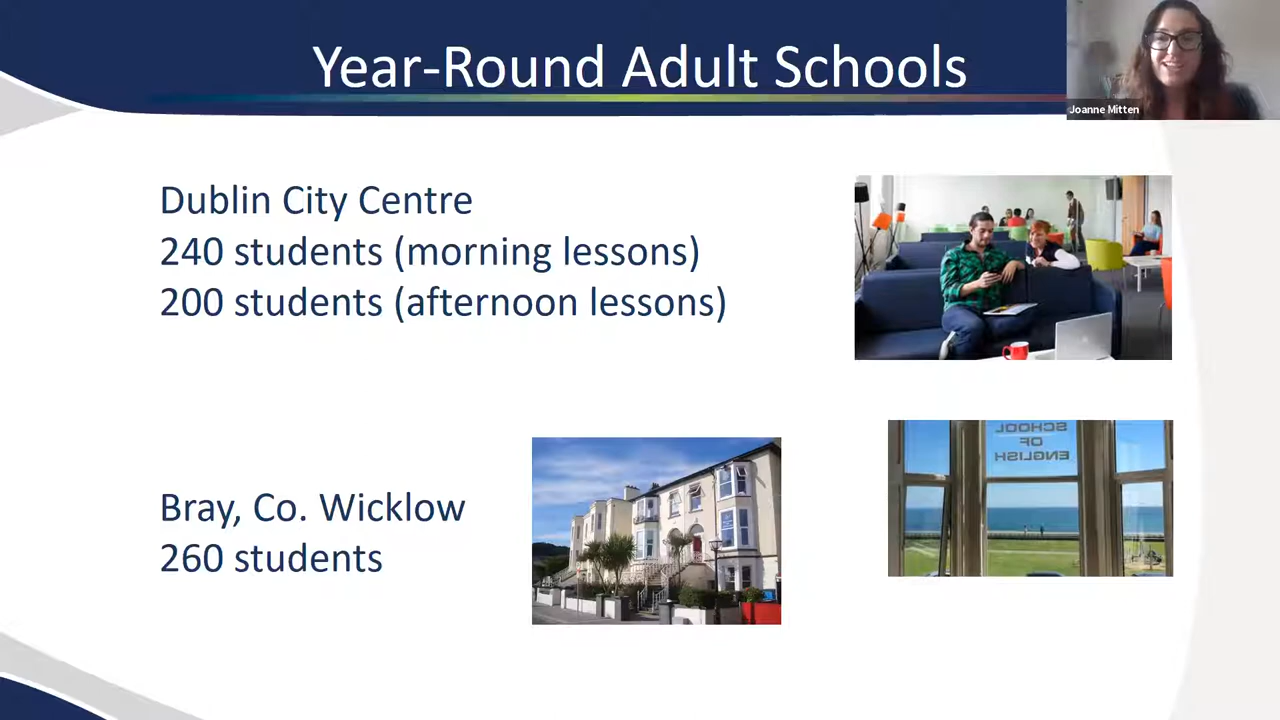 Year-Round Adult Schools
Joanne Mitten
Dublin City Centre
240 students (morning lessons)
200 students (afternoon lessons)
SCHOOL
OF
ENGLISH
Bray, Co. Wicklow
260 students